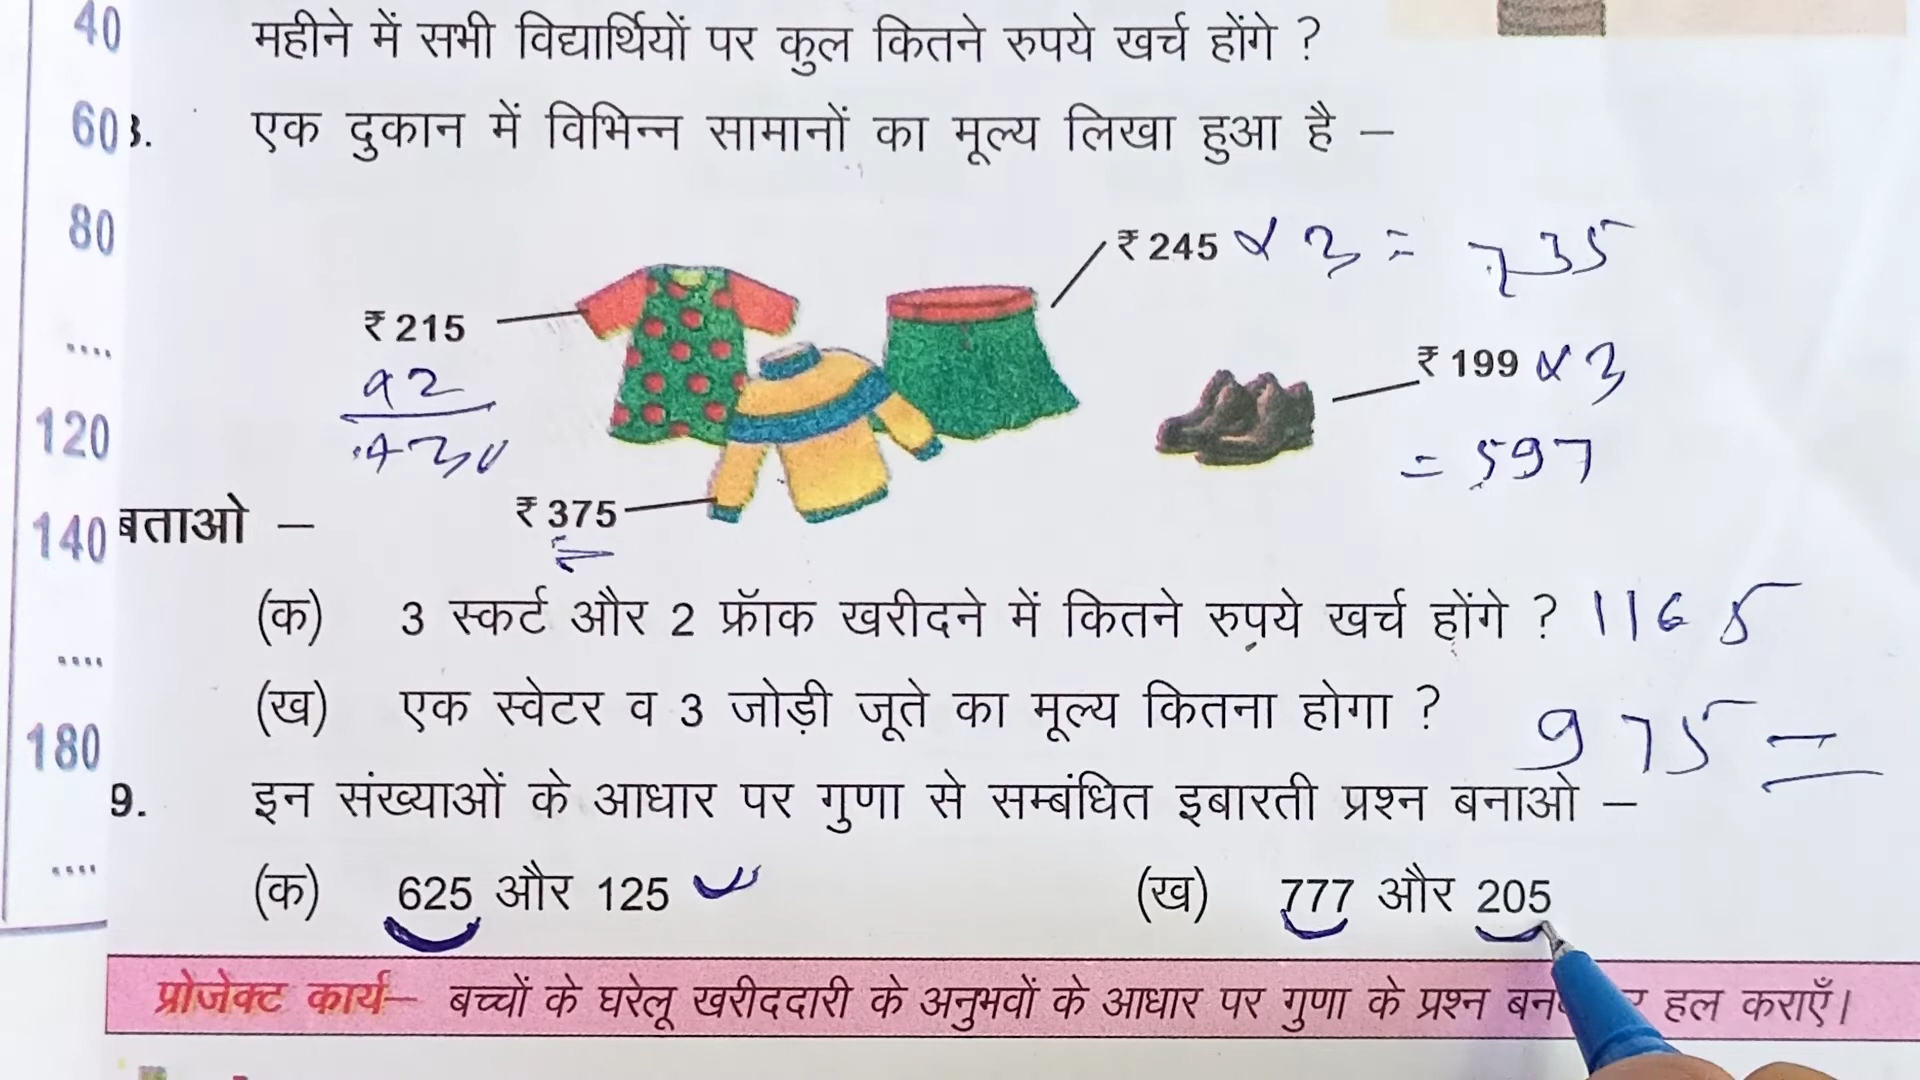 40 महीने में सभी विद्यार्थियों पर कुल कितने रुपये खर्च होंगे ?
60 3. एक दुकान में विभिन्न सामानों का मूल्य लिखा हुआ है –
80
₹ 245 × 3 = 735
₹ 215
×2
430
₹ 199 × 3
= 597
....
120
₹ 375
140 बताओ –
(क) 3 स्कर्ट और 2 फ्रॉक खरीदने में कितने रुपये खर्च होंगे ? 1165
....
(ख) एक स्वेटर व 3 जोड़ी जूते का मूल्य कितना होगा ? 975 =
180
9. इन संख्याओं के आधार पर गुणा से सम्बंधित इबारती प्रश्न बनाओ –
....
(क) 625 और 125 (ख) 777 और 205
प्रोजेक्ट कार्य– बच्चों के घरेलू खरीददारी के अनुभवों के आधार पर गुणा के प्रश्न हल कराएँ।